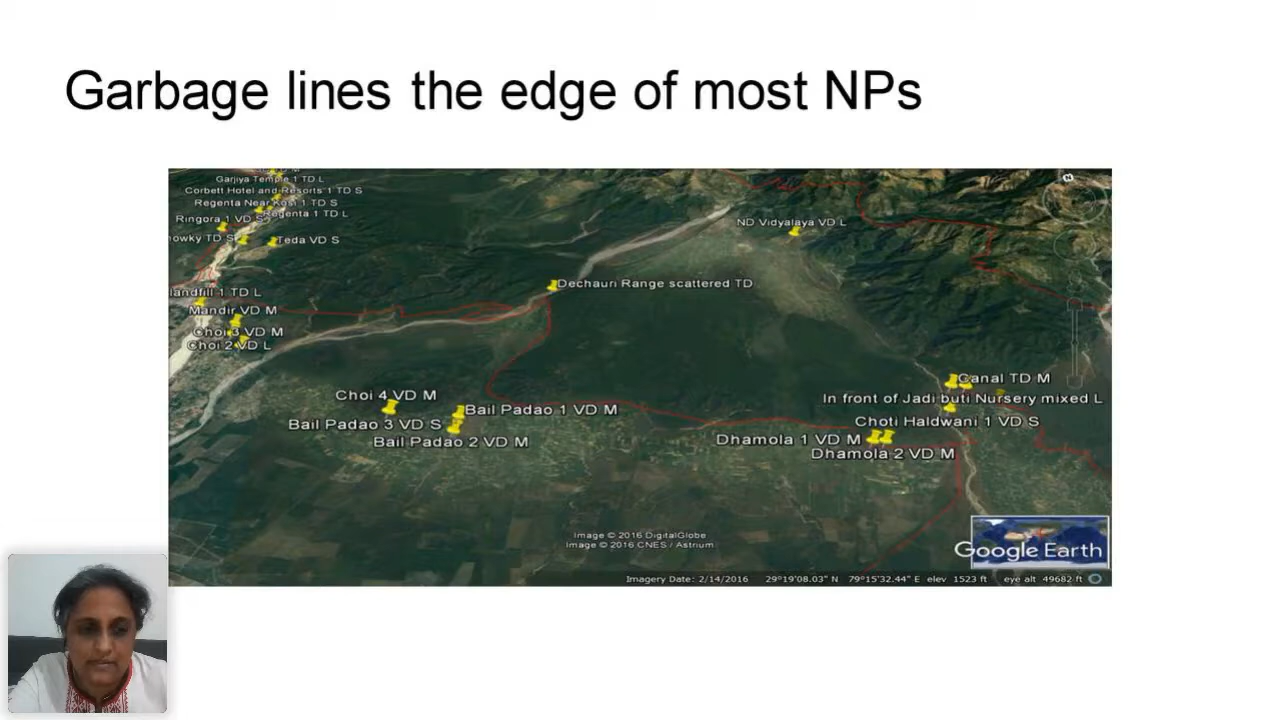 Garbage lines the edge of most NPs
Garjiya Temple 1 TD L
Corbett Hotel and Resorts 1 TD S
Regenta Near Kosi 1 TD S
Regenta 1 TD L
Ringora 1 VD S
howky TD S
Teda VD S
ND Vidyalaya VD L
Dechauri Range scattered TD
landfill 1 TD L
Mandir VD M
Choi 3 VD M
Choi 2 VD L
Canal TD M
Choi 4 VD M
In front of Jadi buti Nursery mixed L
Bail Padao 1 VD M
Bail Padao 3 VD S
Choti Haldwani 1 VD S
Bail Padao 2 VD M
Dhamola 1 VD M
Dhamola 2 VD M
Image © 2016 DigitalGlobe
Image © 2016 CNES / Astrium
Google Earth
Imagery Date: 2/14/2016 29°19'08.03" N 79°15'32.44" E elev 1523 ft eye alt 49682 ft